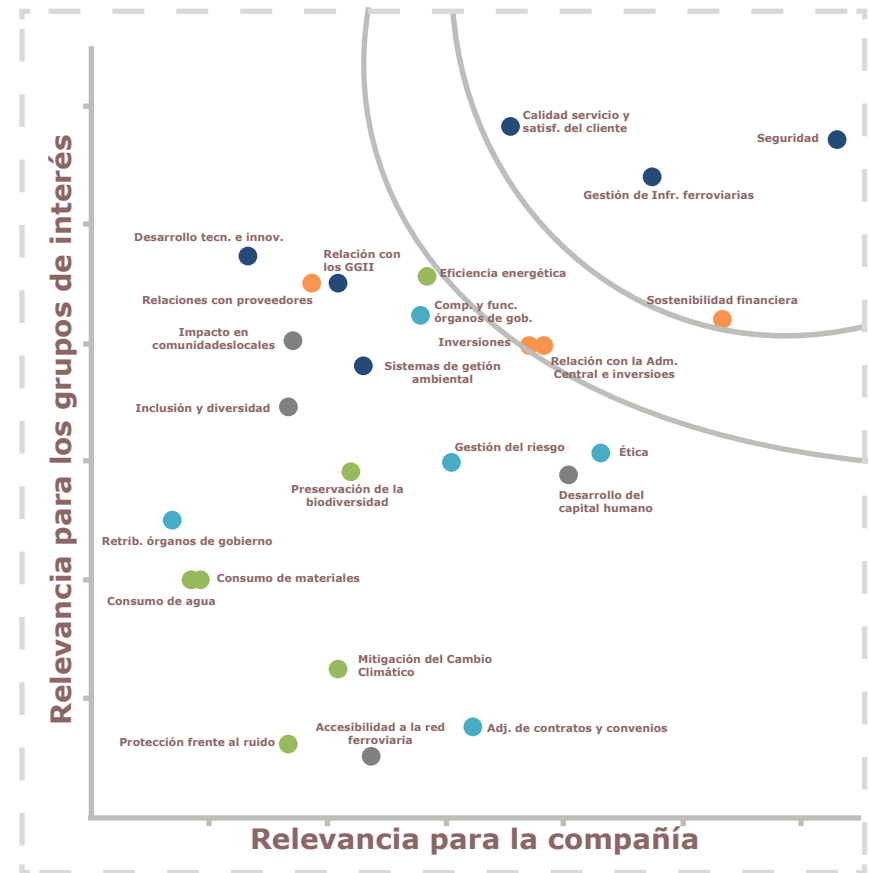 Relevancia para los grupos de interés
Calidad servicio y
satisf. del cliente
Seguridad
Gestión de Infr. ferroviarias
Desarrollo tecn. e innov.
Relación con
los GGII
Eficiencia energética
Relaciones con proveedores
Sostenibilidad financiera
Comp. y func.
órganos de gob.
Impacto en
comunidadeslocales
Inversiones
Relación con la Adm.
Central e inversioes
Sistemas de getión
ambiental
Inclusión y diversidad
Gestión del riesgo
Ética
Preservación de la
biodiversidad
Desarrollo del
capital humano
Retrib. órganos de gobierno
Consumo de materiales
Consumo de agua
Mitigación del Cambio
Climático
Accesibilidad a la red
ferroviaria
Adj. de contratos y convenios
Protección frente al ruido
Relevancia para la compañía